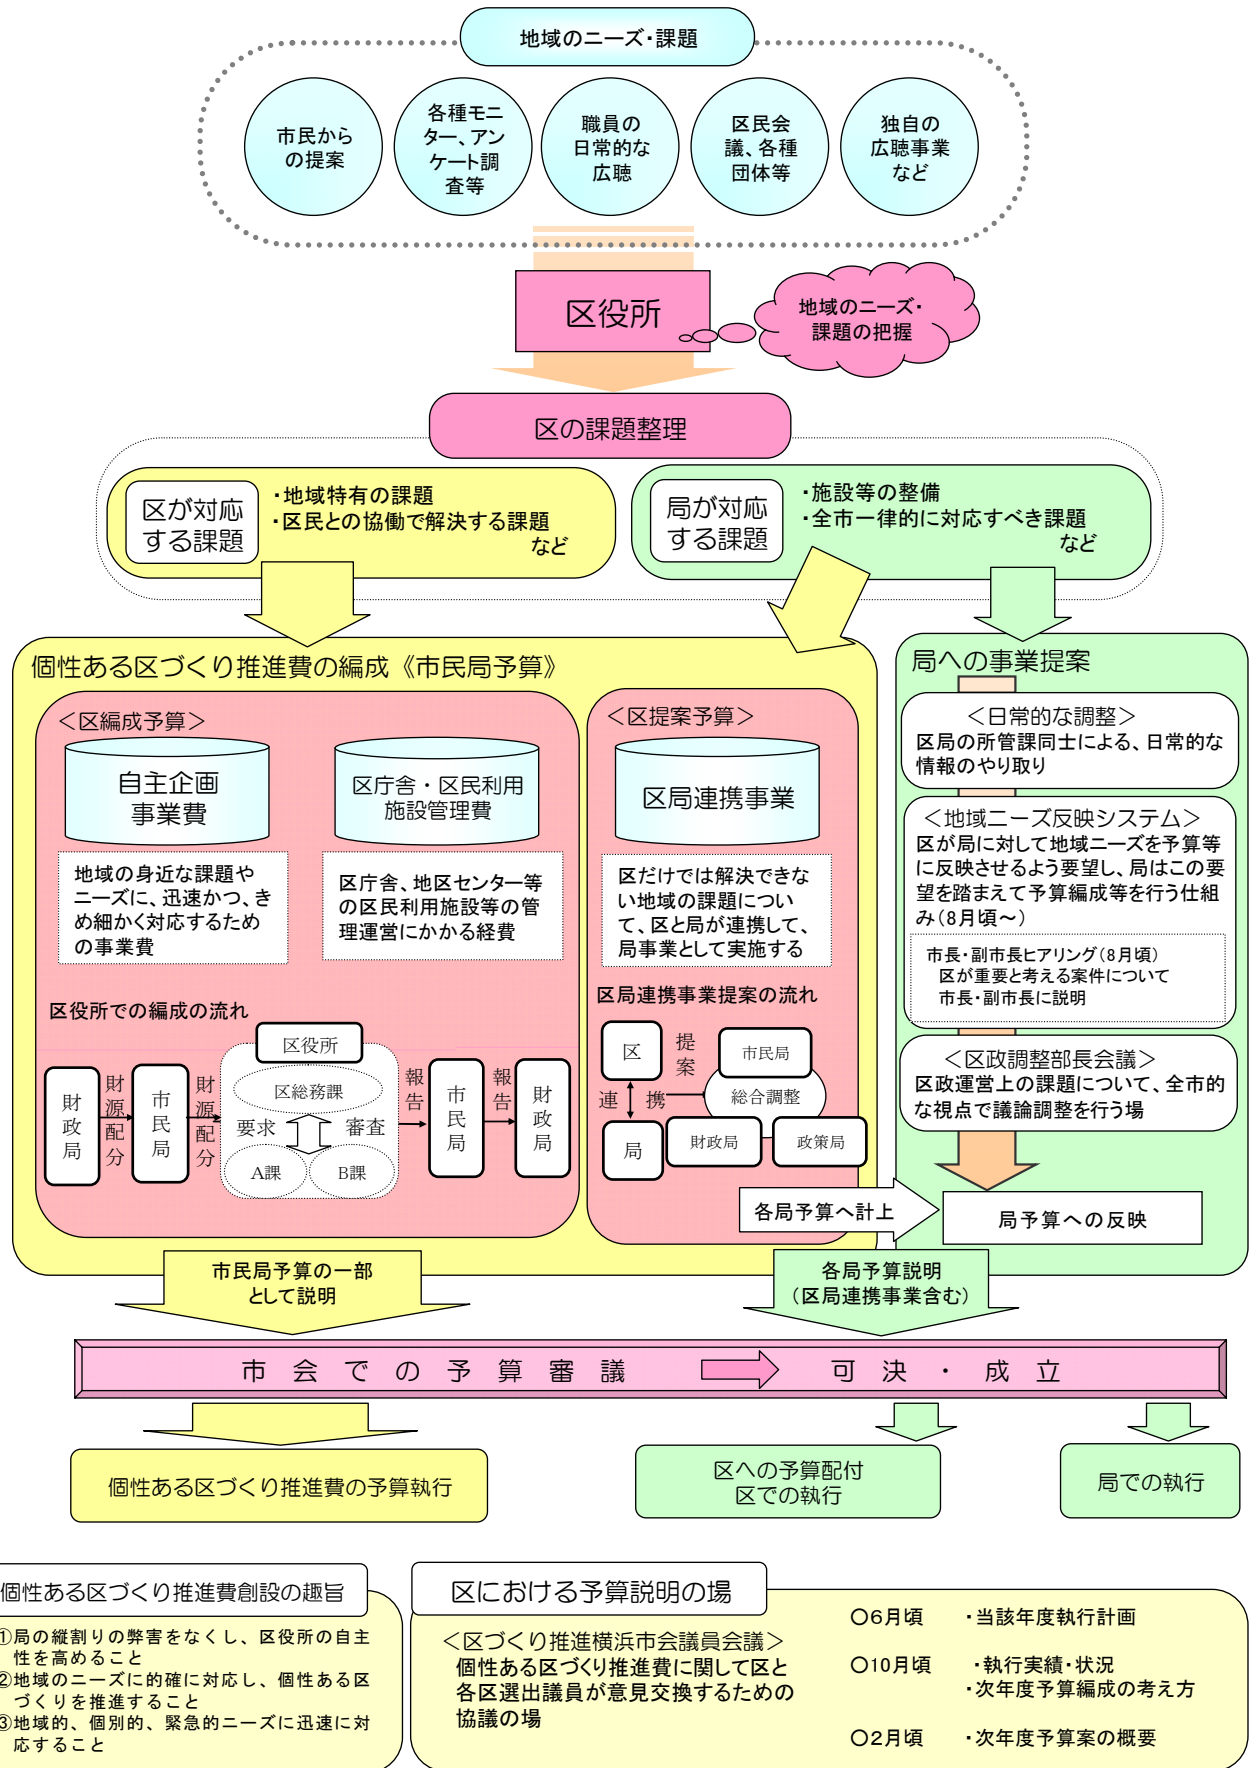 地域のニーズ・課題
市民から
の提案
各種モニ
ター、アン
ケート調
査等
職員の
日常的な
広聴
区民会
議、各種
団体等
独自の
広聴事業
など
区役所
地域のニーズ・
課題の把握
区の課題整理
区が対応
する課題
・地域特有の課題
・区民との協働で解決する課題
など
局が対応
する課題
・施設等の整備
・全市一律的に対応すべき課題
など
個性ある区づくり推進費の編成《市民局予算》
＜区編成予算＞
自主企画
事業費
区庁舎・区民利用
施設管理費
地域の身近な課題や
ニーズに、迅速かつ、き
め細かく対応するため
の事業費
区庁舎、地区センター等
の区民利用施設等の管
理運営にかかる経費
区役所での編成の流れ
財政局
財源配分
市民局
財源配分
区役所
区総務課
要求
審査
A課
B課
報告
市民局
報告
財政局
＜区提案予算＞
区局連携事業
区だけでは解決できな
い地域の課題につい
て、区と局が連携して、
局事業として実施する
区局連携事業提案の流れ
区
提案
連携
局
市民局
総合調整
財政局
政策局
各局予算へ計上
局への事業提案
＜日常的な調整＞
区局の所管課同士による、日常的な
情報のやり取り
＜地域ニーズ反映システム＞
区が局に対して地域ニーズを予算等
に反映させるよう要望し、局はこの要
望を踏まえて予算編成等を行う仕組
み（8月頃～）
市長・副市長ヒアリング（8月頃）
区が重要と考える案件について
市長・副市長に説明
＜区政調整部長会議＞
区政運営上の課題について、全市的
な視点で議論調整を行う場
局予算への反映
市民局予算の一部
として説明
各局予算説明
（区局連携事業含む）
市会での予算審議
可決・成立
個性ある区づくり推進費の予算執行
区への予算配付
区での執行
局での執行
個性ある区づくり推進費創設の趣旨
①局の縦割りの弊害をなくし、区役所の自主
性を高めること
②地域のニーズに的確に対応し、個性ある区
づくりを推進すること
③地域的、個別的、緊急的ニーズに迅速に対
応すること
区における予算説明の場
＜区づくり推進横浜市会議員会議＞
個性ある区づくり推進費に関して区と
各区選出議員が意見交換するための
協議の場
○6月頃 ・当該年度執行計画
○10月頃 ・執行実績・状況
・次年度予算編成の考え方
○2月頃 ・次年度予算案の概要